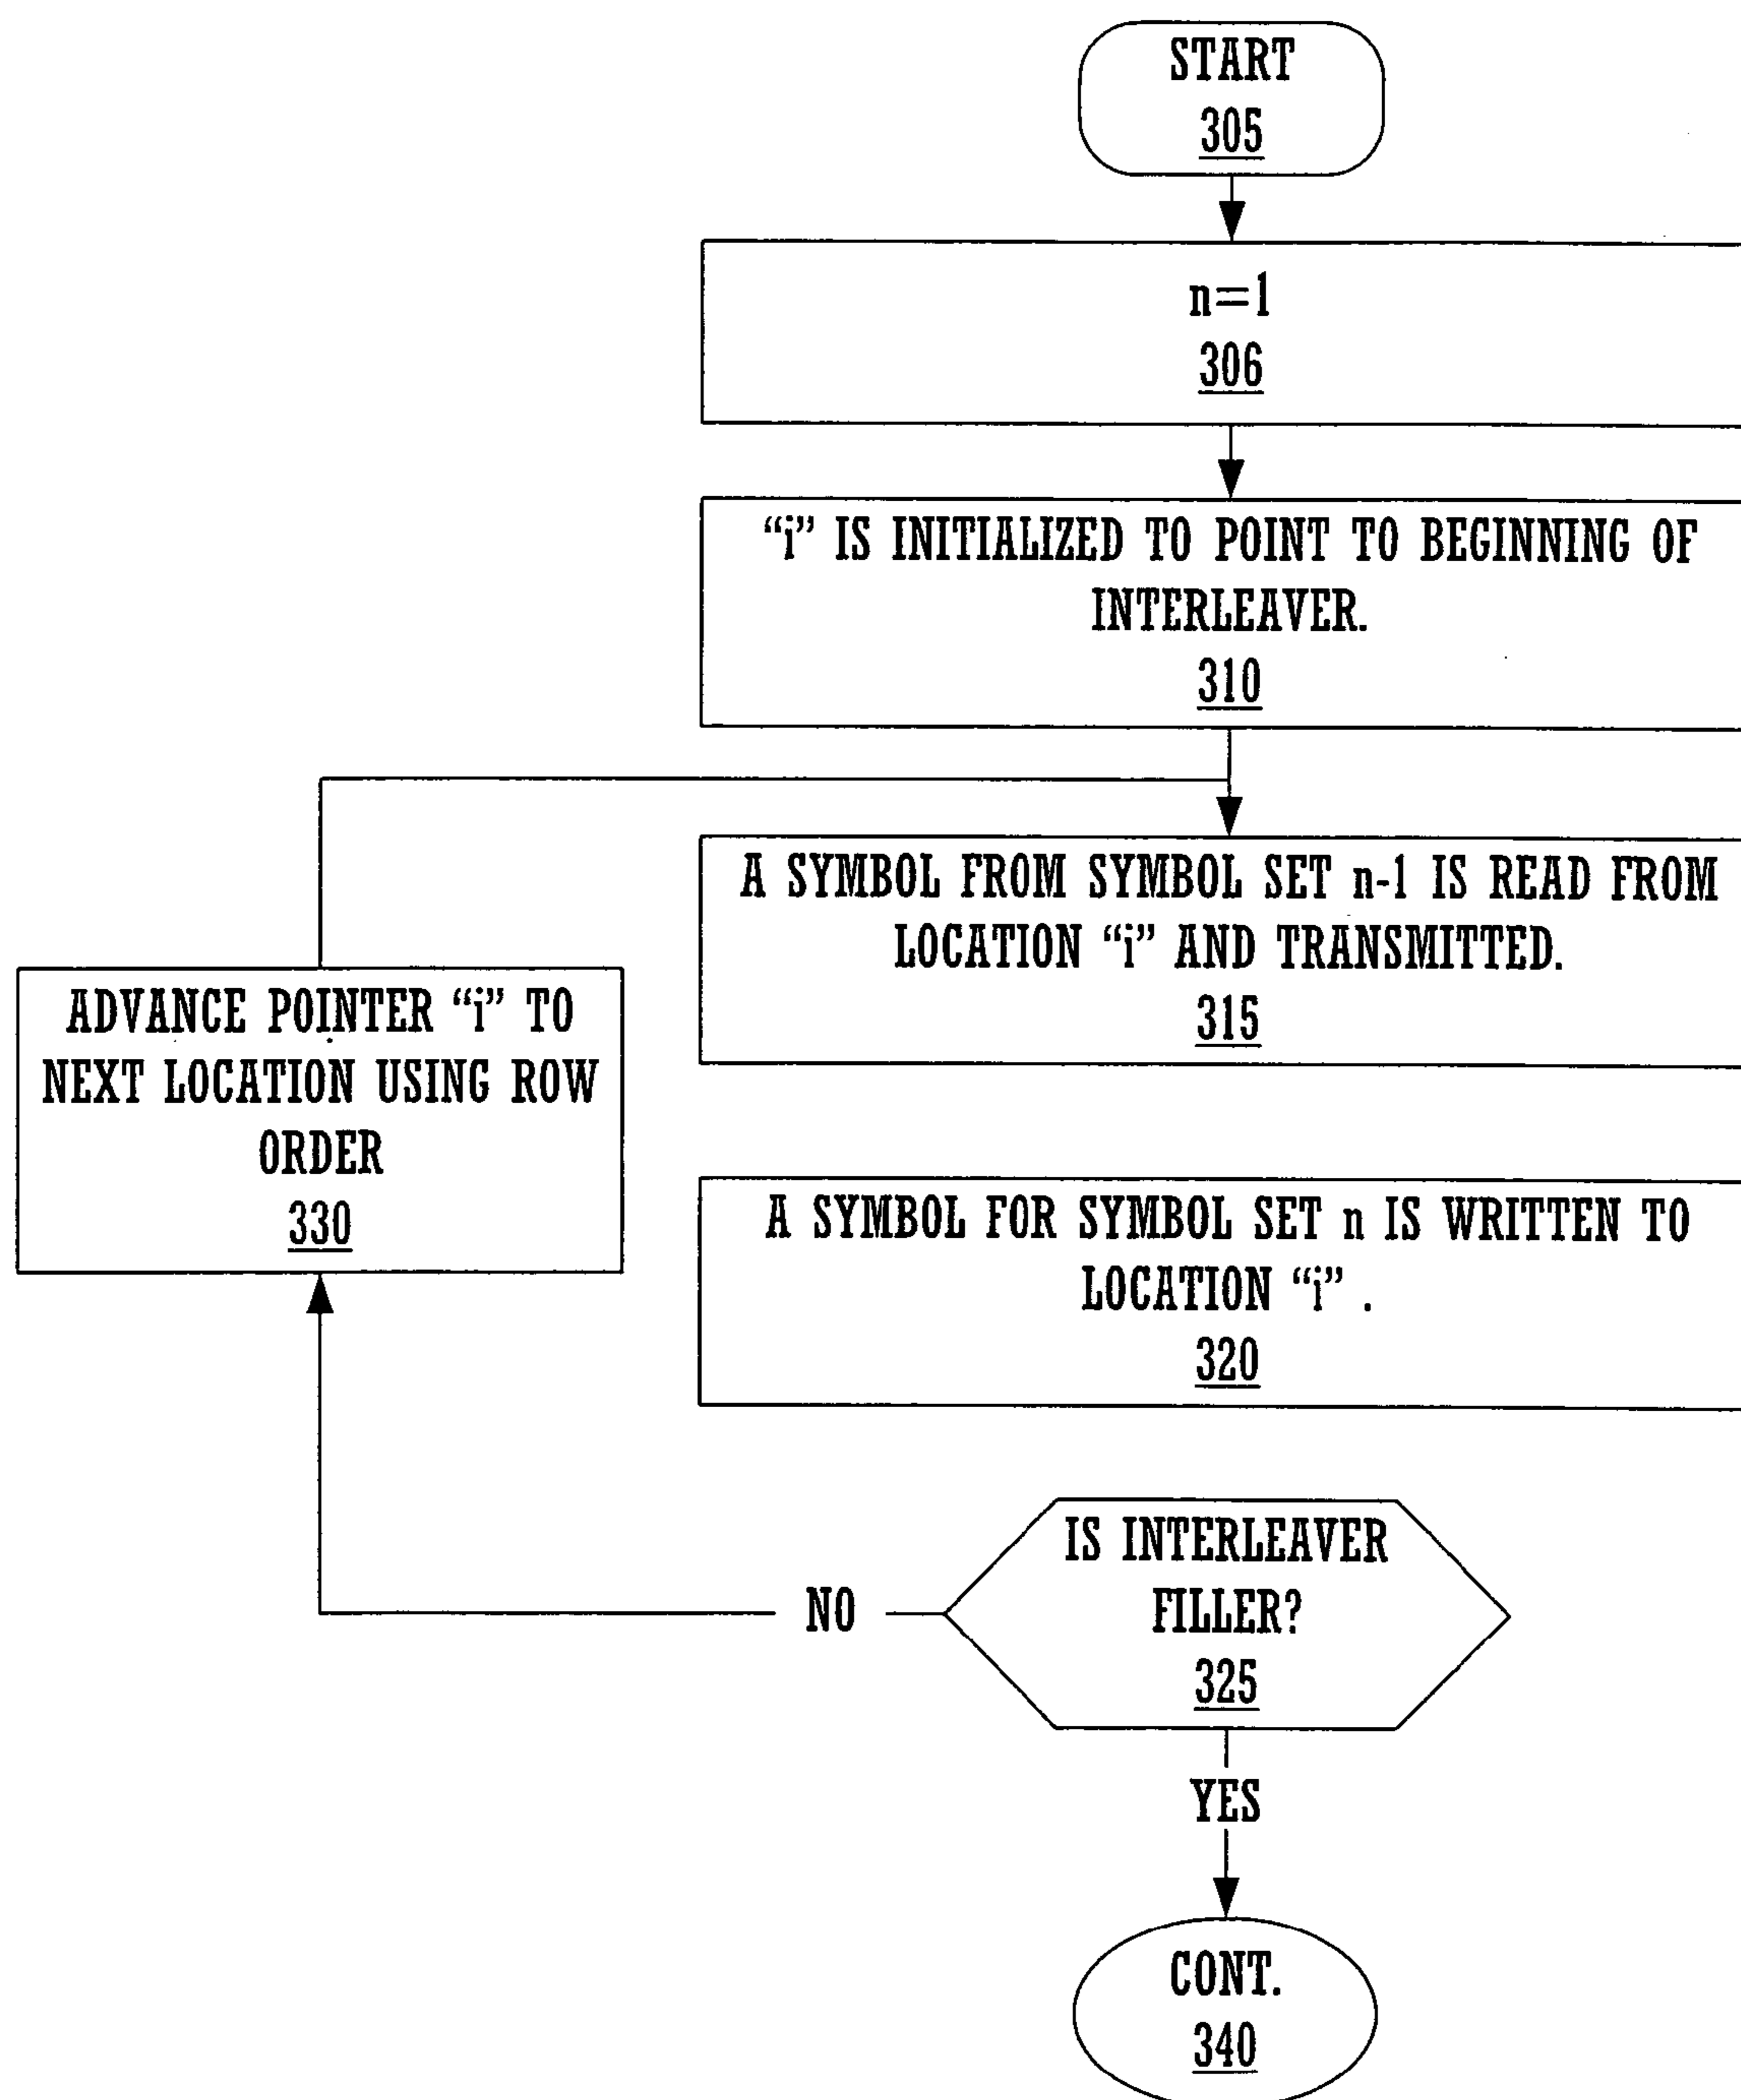 START
305
n=1
306
“i” IS INITIALIZED TO POINT TO BEGINNING OF
INTERLEAVER.
310
A SYMBOL FROM SYMBOL SET n-1 IS READ FROM
LOCATION “i” AND TRANSMITTED.
315
ADVANCE POINTER “i” TO
NEXT LOCATION USING ROW
ORDER
330
A SYMBOL FOR SYMBOL SET n IS WRITTEN TO
LOCATION “i” .
320
IS INTERLEAVER
FILLER?
325
NO
YES
CONT.
340